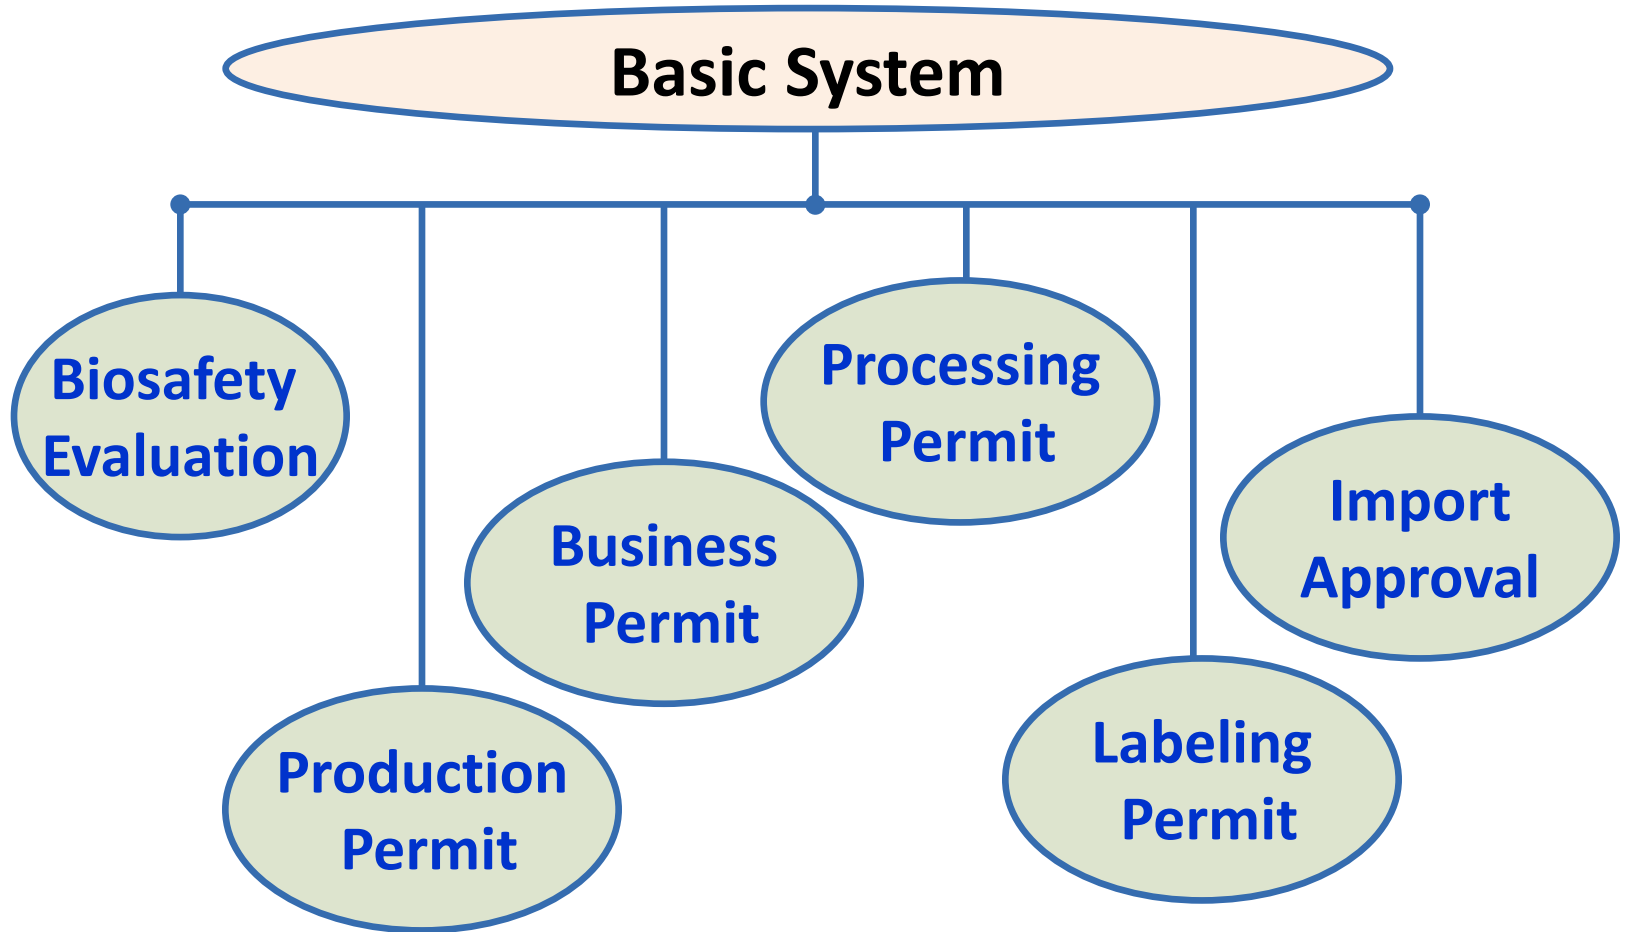 Basic System
Biosafety
Evaluation
Production
Permit
Business
Permit
Processing
Permit
Labeling
Permit
Import
Approval